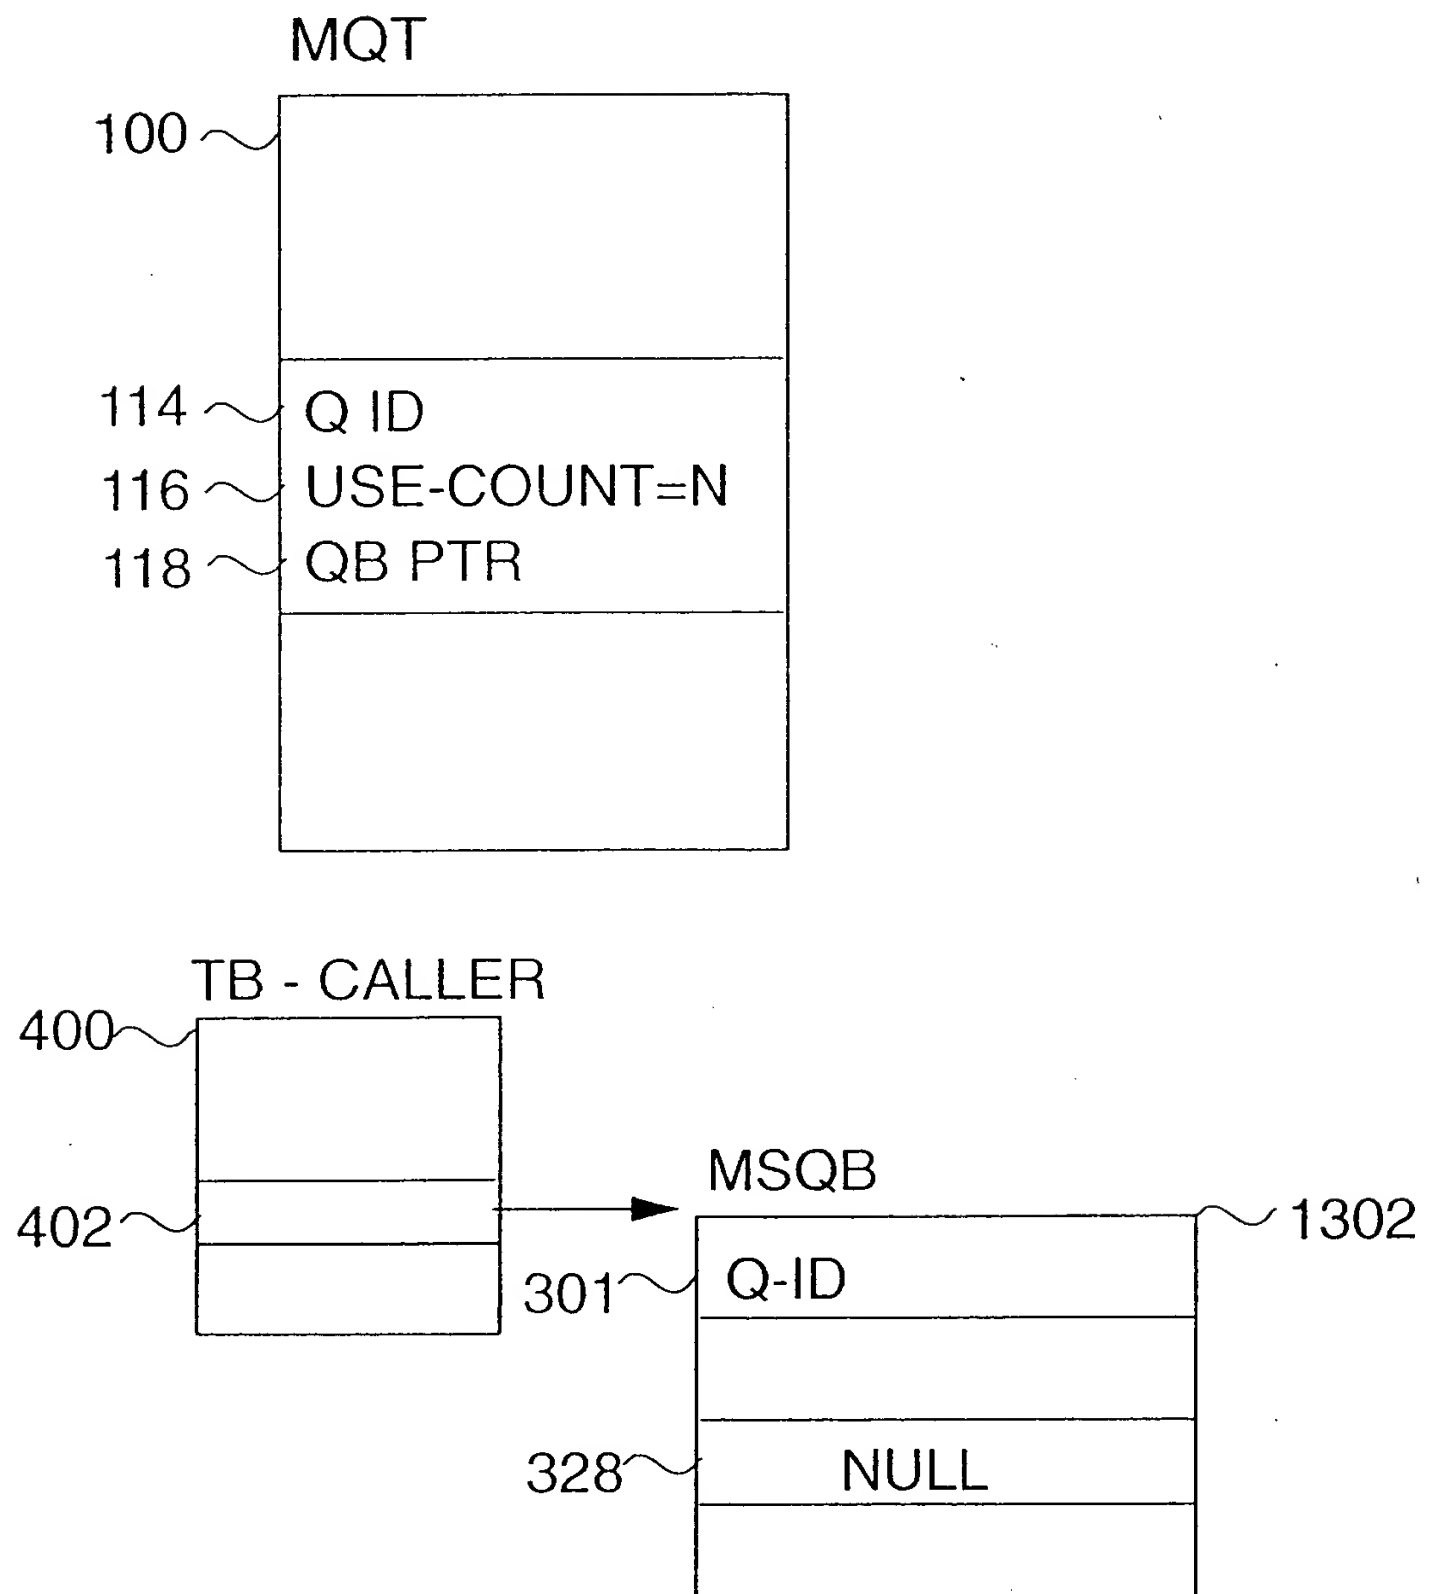 MQT
100
114 Q ID
116 USE-COUNT=N
118 QB PTR
TB - CALLER
400
MSQB
402
1302
301 Q-ID
328 NULL